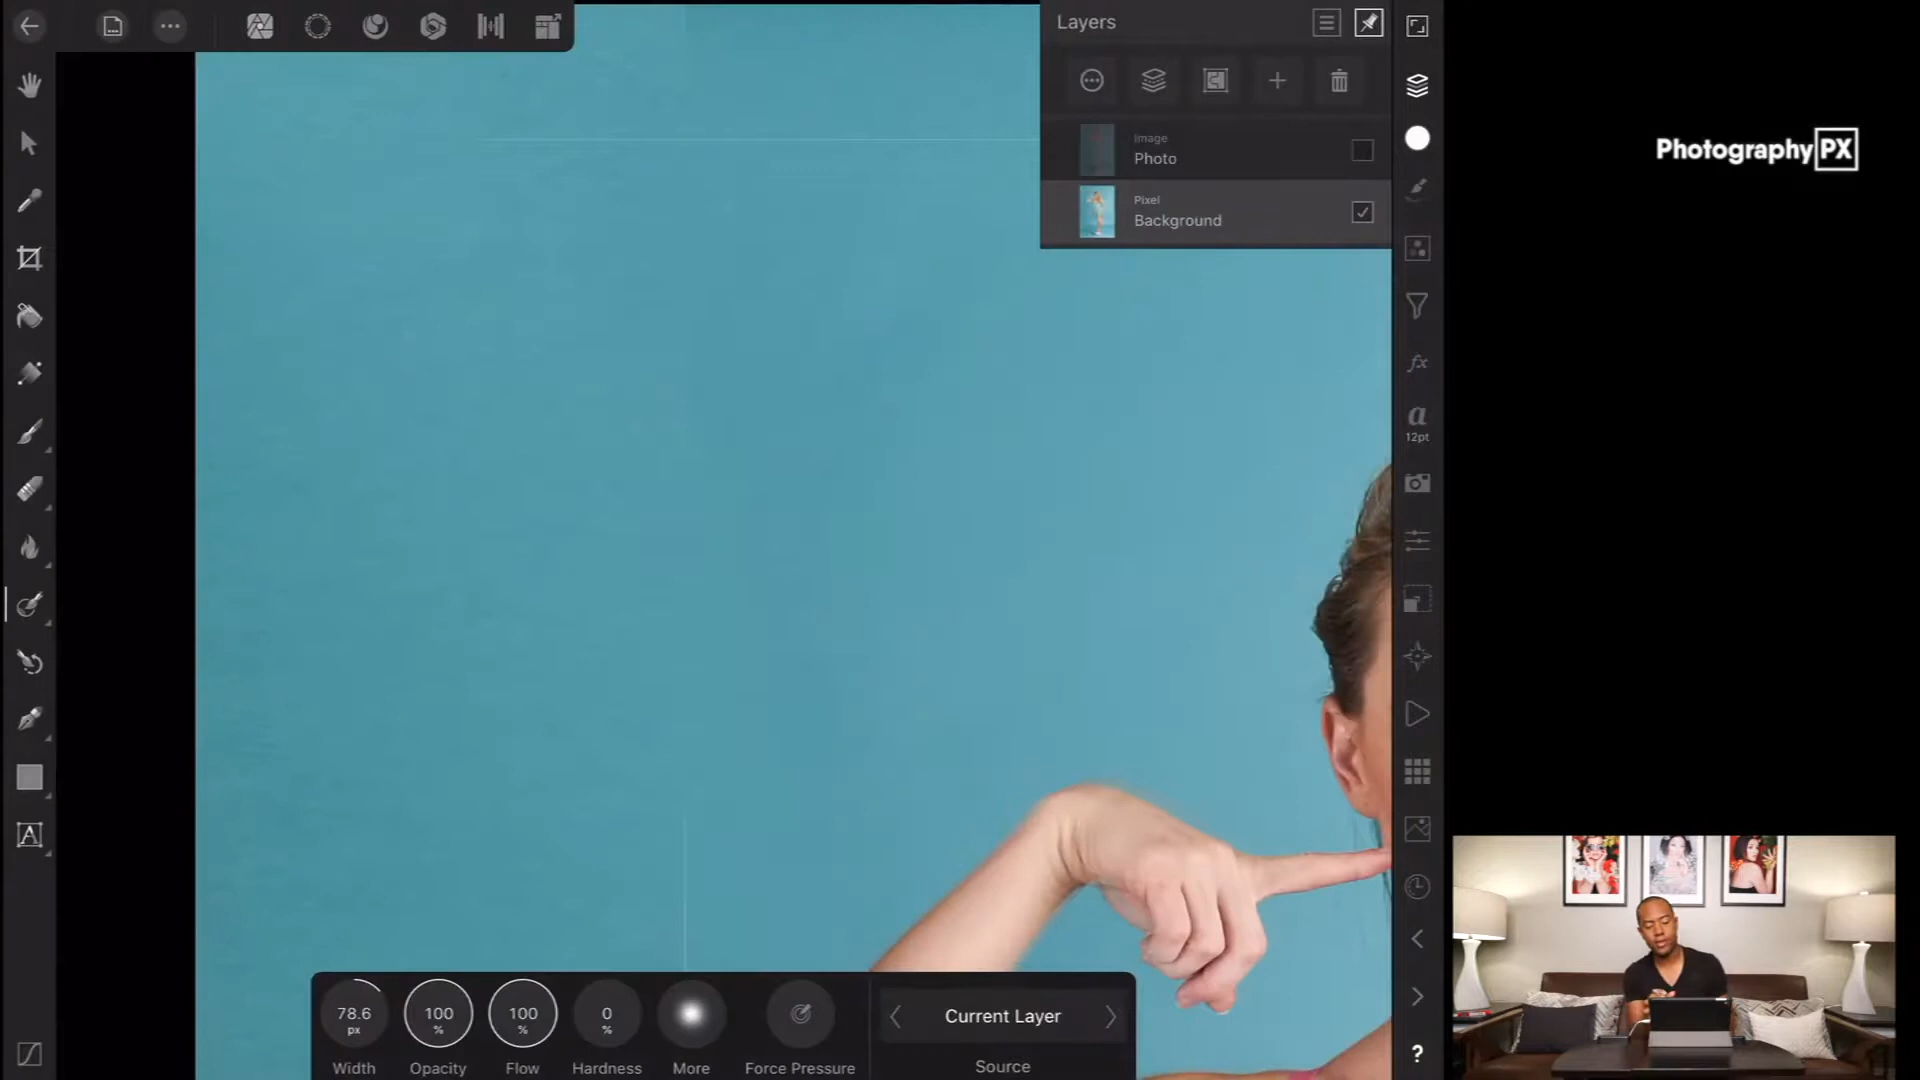 Layers
Image
Photo
Pixel
Background
a
12pt
?
A
78.6
px
Width
100
%
Opacity
100
%
Flow
0
%
Hardness
More
Force Pressure
Current Layer
Source
PhotographyPX